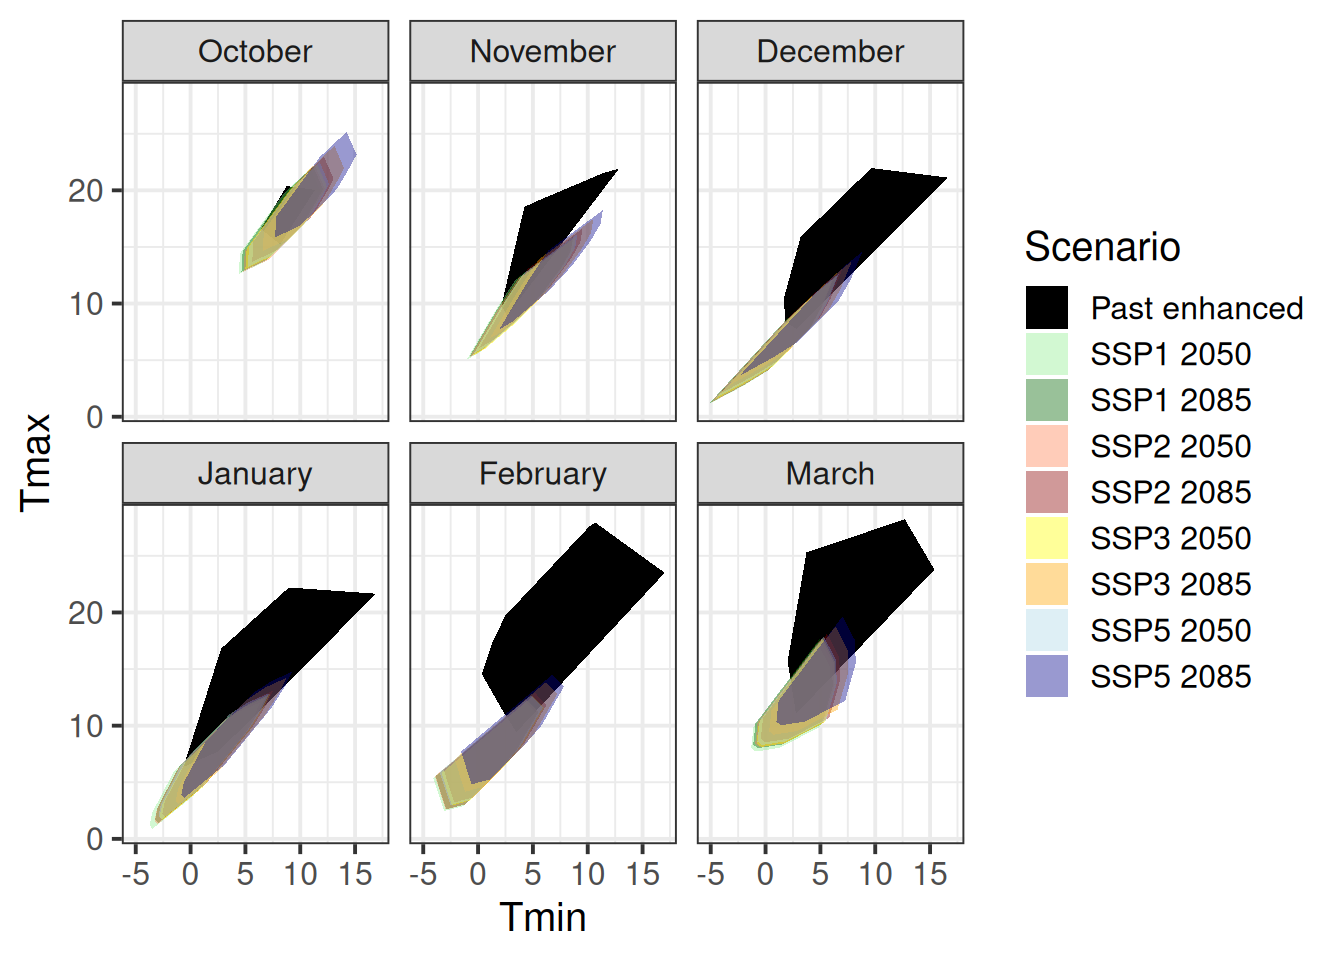 October
November
December
20
10
0
Tmax
January
February
March
20
10
0
-5 0 5 10 15
-5 0 5 10 15
-5 0 5 10 15
Tmin
Scenario
Past enhanced
SSP1 2050
SSP1 2085
SSP2 2050
SSP2 2085
SSP3 2050
SSP3 2085
SSP5 2050
SSP5 2085